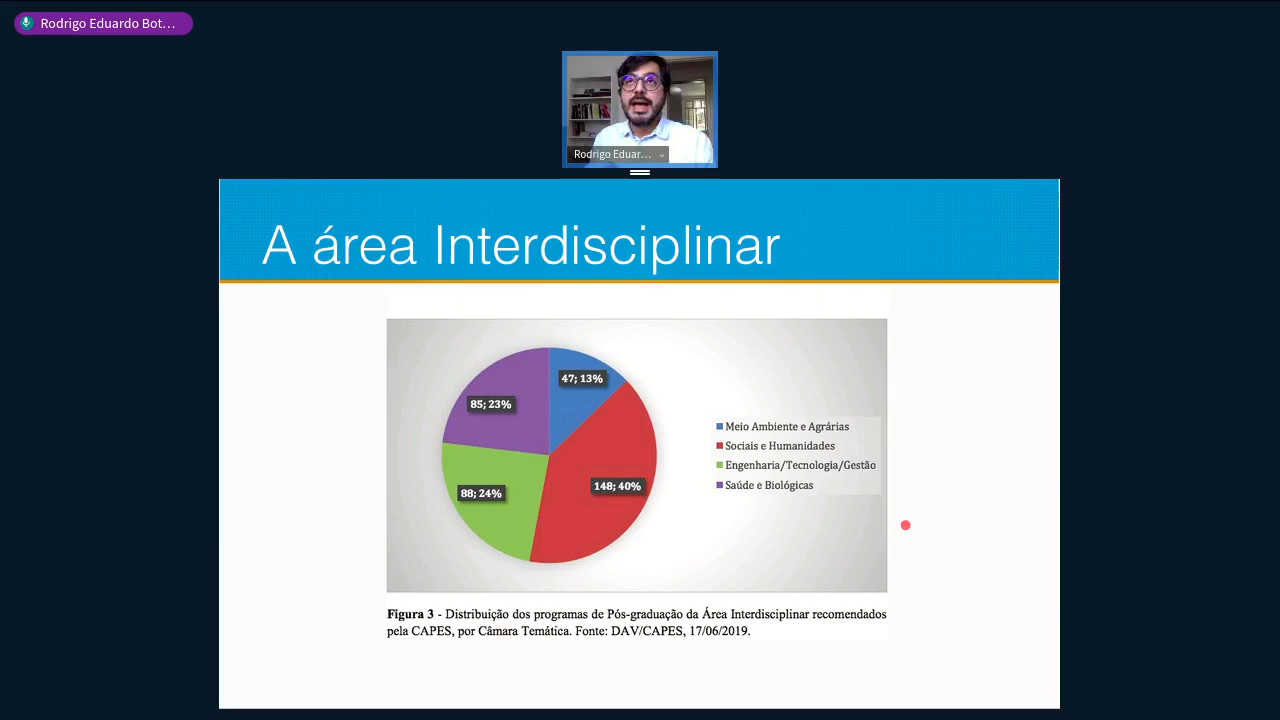 Rodrigo Eduardo Bot...
Rodrigo Eduar...
A área Interdisciplinar
47; 13%
85; 23%
148; 40%
88; 24%
Meio Ambiente e Agrárias
Sociais e Humanidades
Engenharia/Tecnologia/Gestão
Saúde e Biológicas
Figura 3 - Distribuição dos programas de Pós-graduação da Área Interdisciplinar recomendados
pela CAPES, por Câmara Temática. Fonte: DAV/CAPES, 17/06/2019.